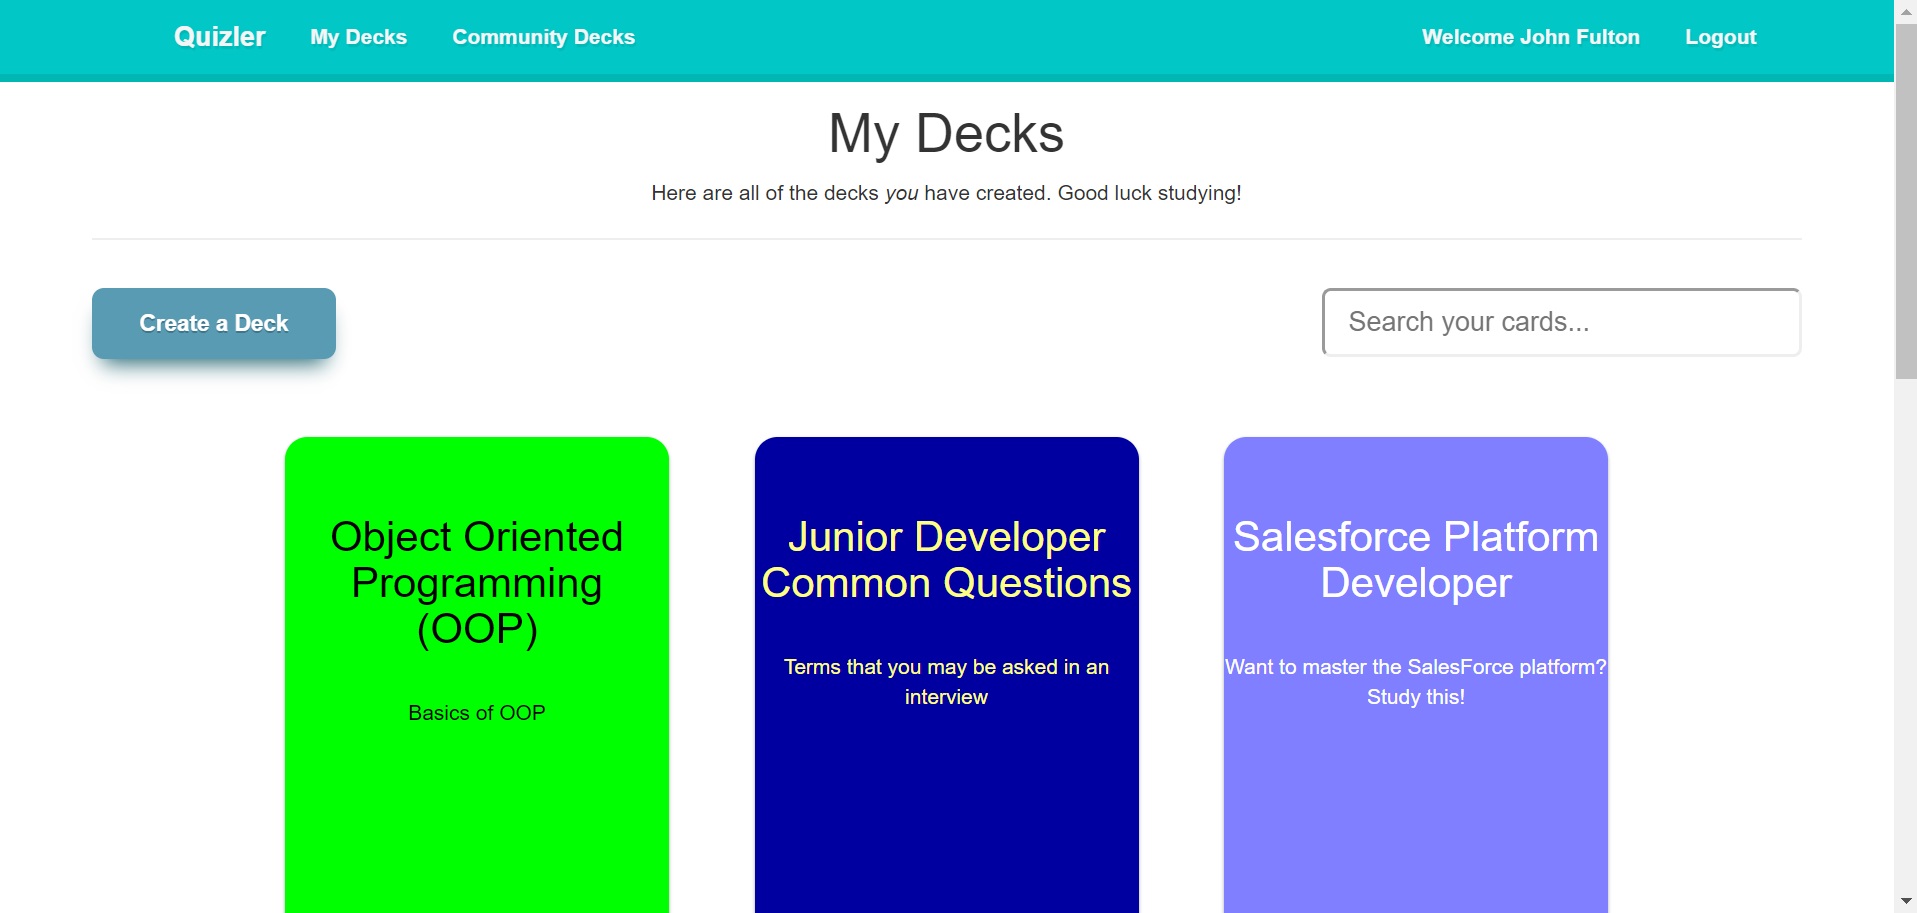 Quizler My Decks Community Decks Welcome John Fulton Logout
My Decks
Here are all of the decks you have created. Good luck studying!
Create a Deck
Search your cards...
Object Oriented
Programming
(OOP)
Basics of OOP
Junior Developer
Common Questions
Terms that you may be asked in an
interview
Salesforce Platform
Developer
Want to master the SalesForce platform?
Study this!